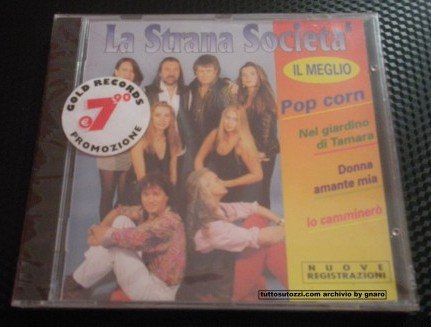 La Strana Societa'
IL MEGLIO
GOLD RECORDS
€7,90
PROMOZIONE
Pop corn
Nel giardino
di Tamara
Donna
amante mia
Io camminerò
NUOVE
REGISTRAZIONI
tuttosutozzi.com archivio by gnaro